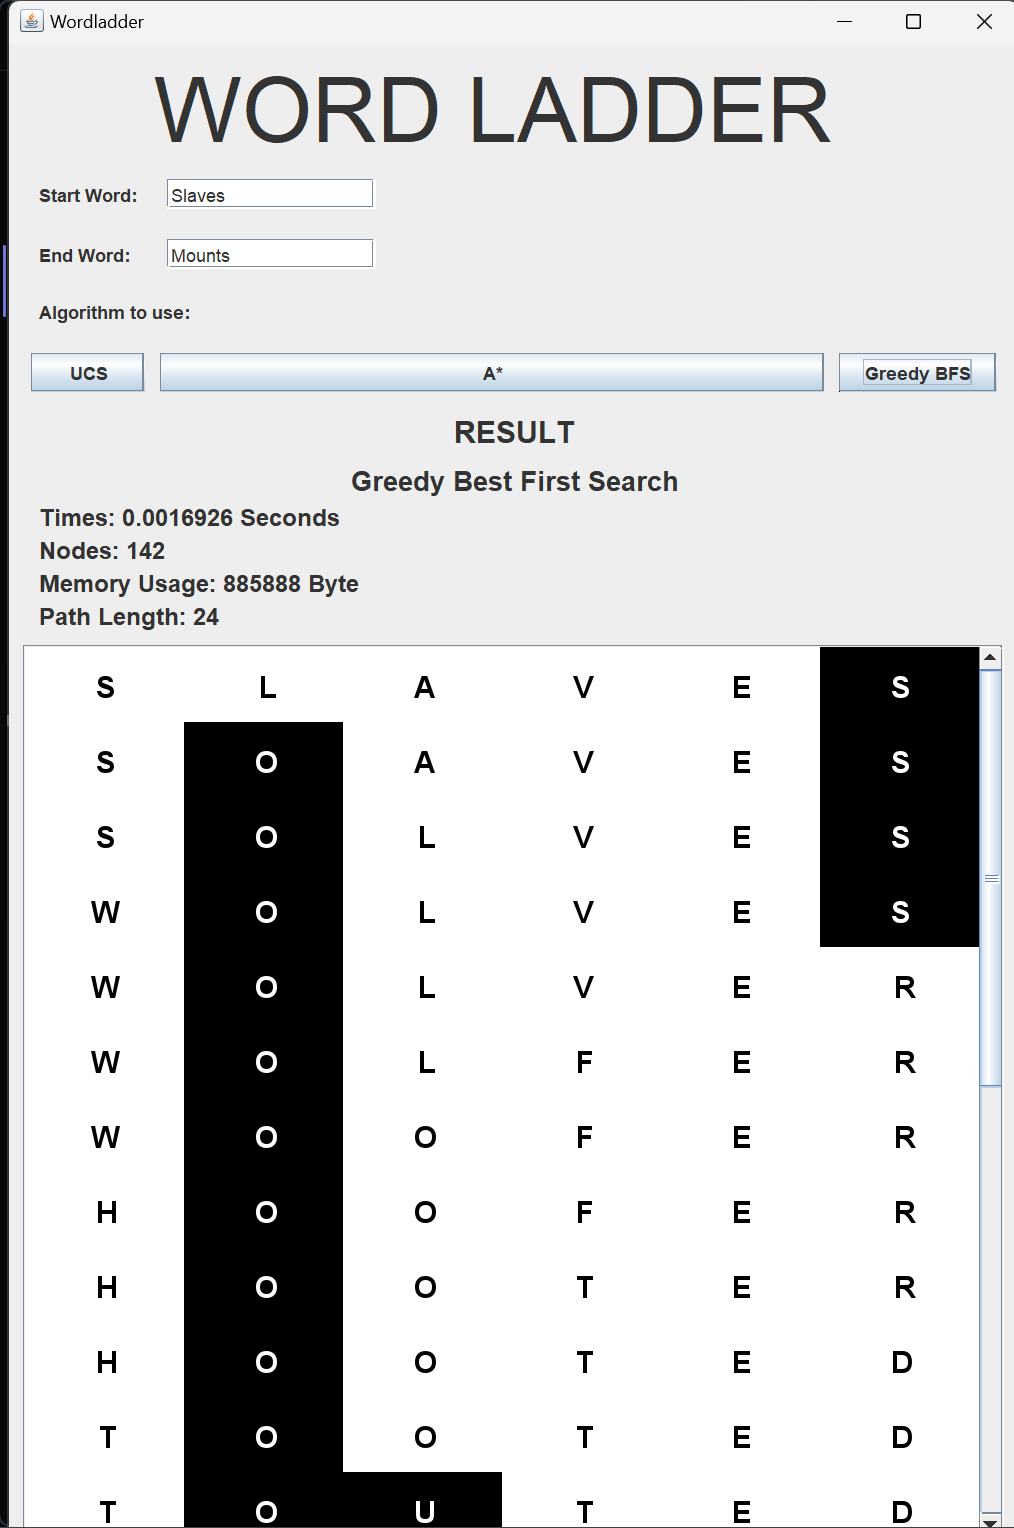 Wordladder
WORD LADDER
Start Word: Slaves
End Word: Mounts
Algorithm to use:
UCS A* Greedy BFS
RESULT
Greedy Best First Search
Times: 0.0016926 Seconds
Nodes: 142
Memory Usage: 885888 Byte
Path Length: 24
S L A V E S
S O A V E S
S O L V E S
W O L V E S
W O L V E R
W O L F E R
W O O F E R
H O O F E R
H O O T E R
H O O T E D
T O O T E D
T O U T E D